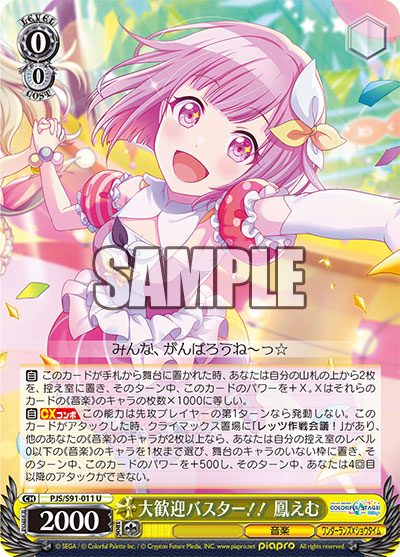 LEVEL
0
0
COST
SAMPLE
みんな、がんばろうね〜っ☆
自 このカードが手札から舞台に置かれた時、あなたは自分の山札の上から2枚
を、控え室に置き、そのターン中、このカードのパワーを+X。Xはそれらの
カードの《音楽》のキャラの枚数×1000に等しい。
自 CXコンボ この能力は先攻プレイヤーの第1ターンなら発動しない。この
カードがアタックした時、クライマックス置場に「レッツ作戦会議!」があり、
他のあなたの《音楽》のキャラが2枚以上なら、あなたは自分の控え室のレベル
0以下の《音楽》のキャラを1枚まで選び、舞台のキャラのいない枠に置き、そ
のターン中、このカードのパワーを+500し、そのターン中、あなたは4回目
以降のアタックができない。
CH PJS/S91-011 U
2000
大歓迎バスター!! 鳳えむ
COLORFUL STAGE!
音楽
ワンダーランズ×ショウタイム
© SEGA / © Colorful Palette Inc. / © Crypton Future Media, INC. www.piapro.net piapro All rights reserved.